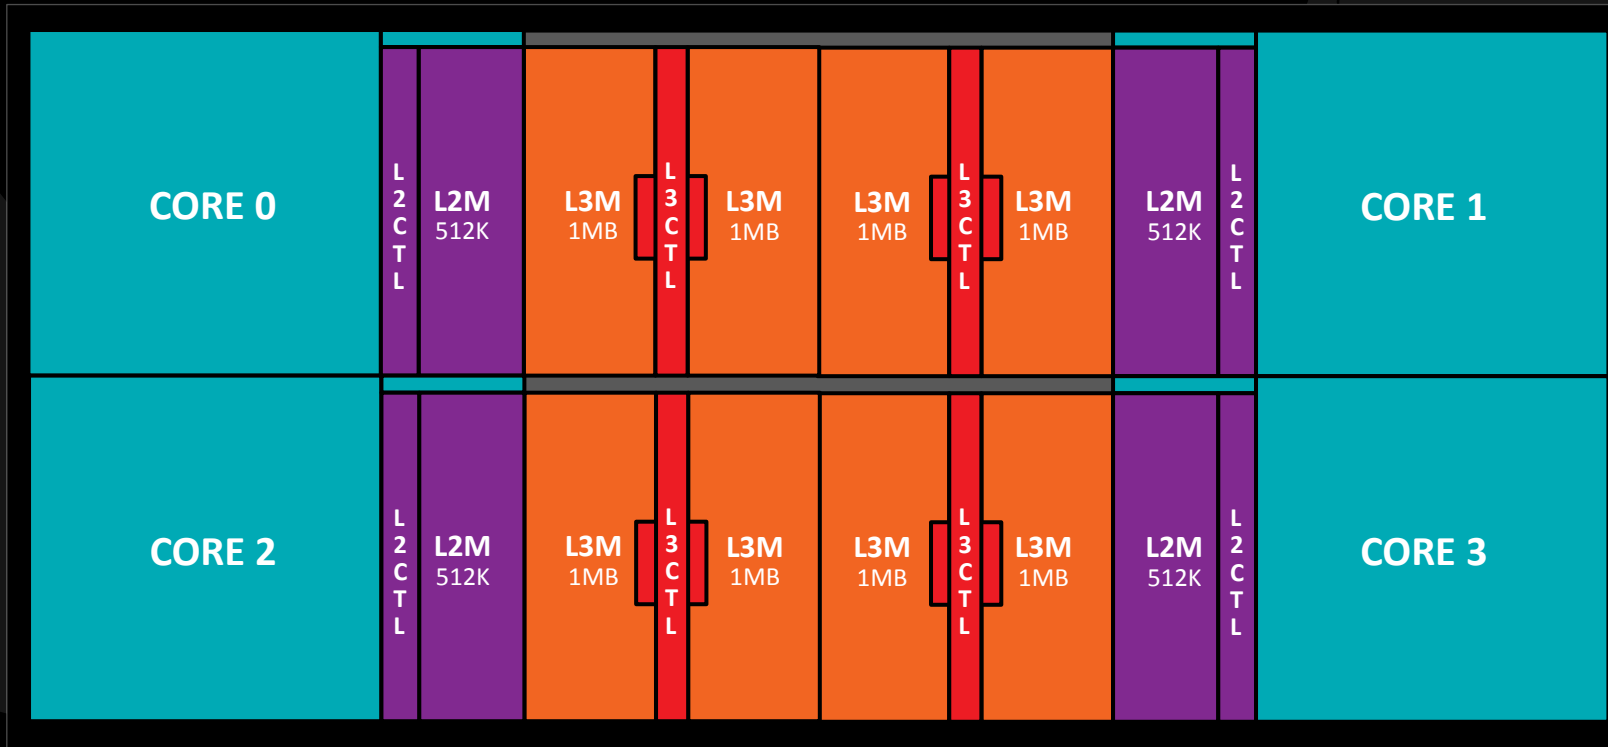 CORE 0
L2CTL
L2M
512K
L3M
1MB
L3CTL
L3M
1MB
L3M
1MB
L3CTL
L3M
1MB
L2M
512K
L2CTL
CORE 1
CORE 2
L2CTL
L2M
512K
L3M
1MB
L3CTL
L3M
1MB
L3M
1MB
L3CTL
L3M
1MB
L2M
512K
L2CTL
CORE 3